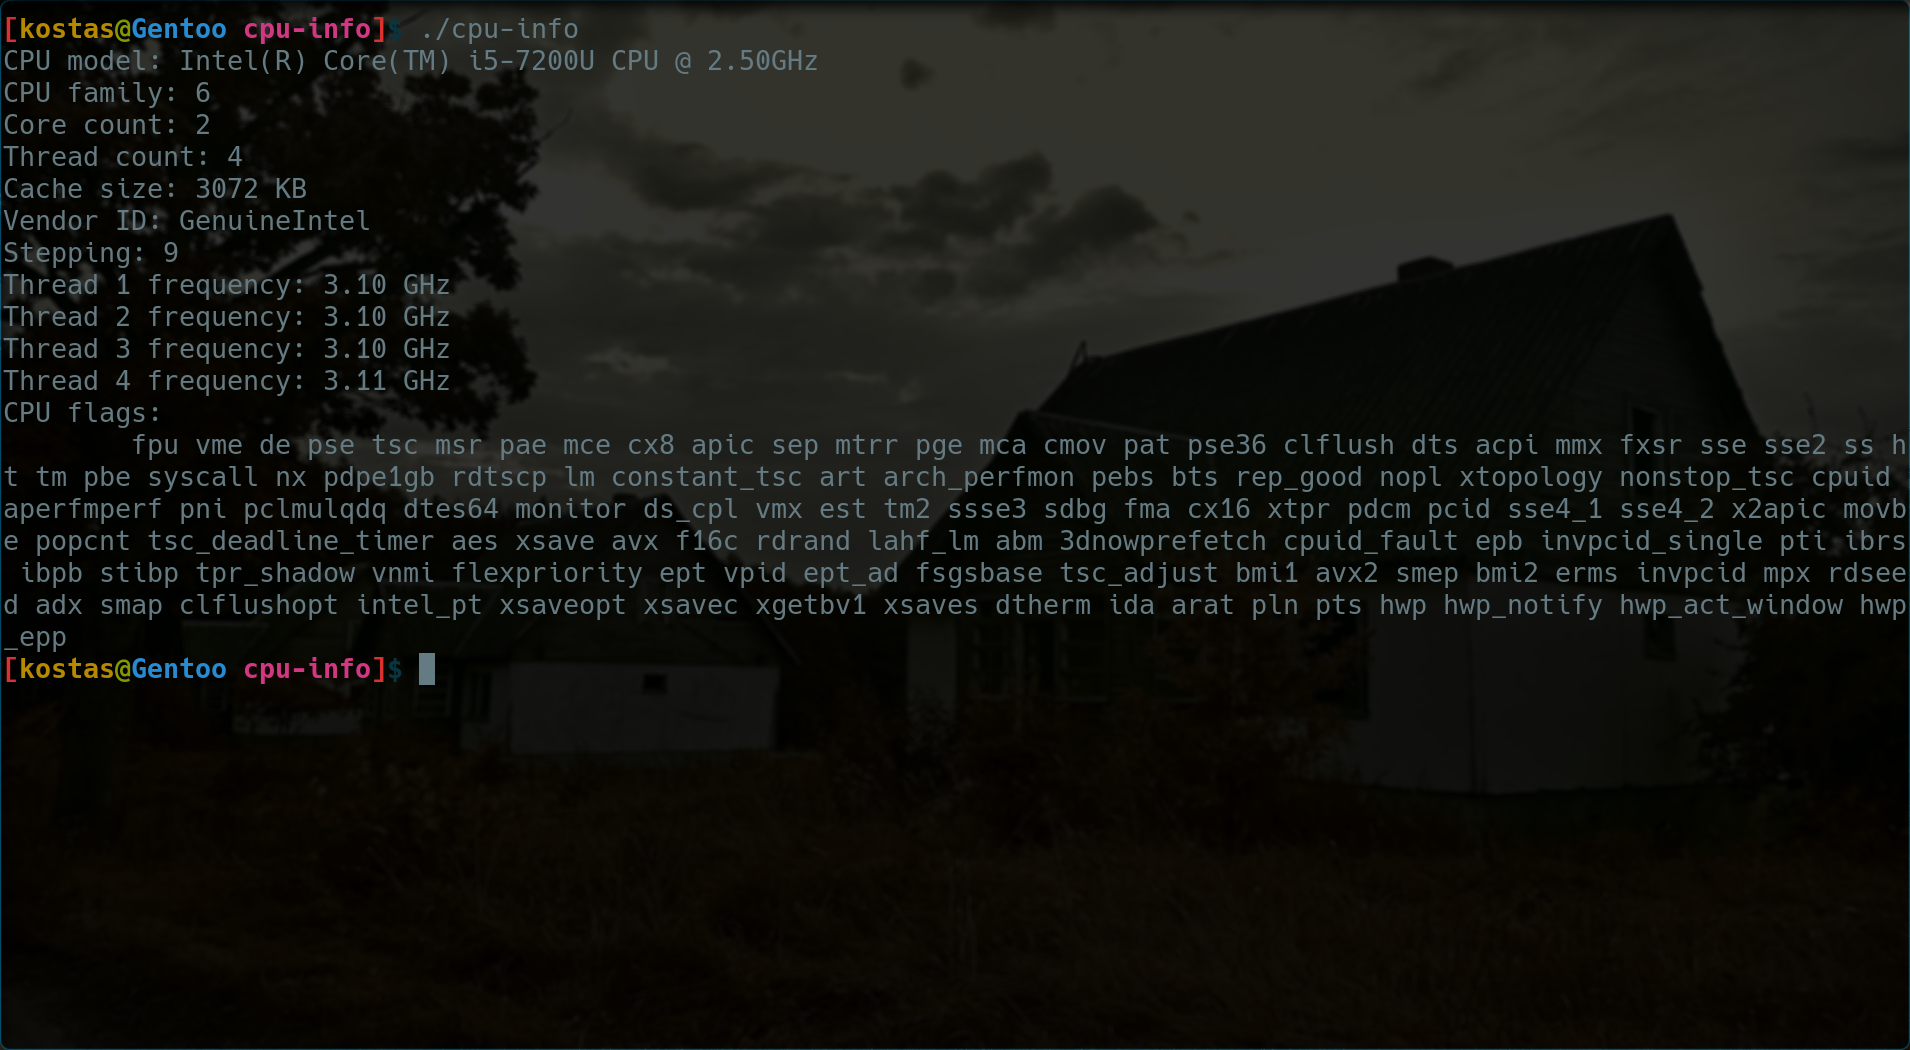 [kostas@Gentoo cpu-info]$ ./cpu-info
CPU model: Intel(R) Core(TM) i5-7200U CPU @ 2.50GHz
CPU family: 6
Core count: 2
Thread count: 4
Cache size: 3072 KB
Vendor ID: GenuineIntel
Stepping: 9
Thread 1 frequency: 3.10 GHz
Thread 2 frequency: 3.10 GHz
Thread 3 frequency: 3.10 GHz
Thread 4 frequency: 3.11 GHz
CPU flags:
        fpu vme de pse tsc msr pae mce cx8 apic sep mtrr pge mca cmov pat pse36 clflush dts acpi mmx fxsr sse sse2 ss h
t tm pbe syscall nx pdpe1gb rdtscp lm constant_tsc art arch_perfmon pebs bts rep_good nopl xtopology nonstop_tsc cpuid
aperfmperf pni pclmulqdq dtes64 monitor ds_cpl vmx est tm2 ssse3 sdbg fma cx16 xtpr pdcm pcid sse4_1 sse4_2 x2apic movb
e popcnt tsc_deadline_timer aes xsave avx f16c rdrand lahf_lm abm 3dnowprefetch cpuid_fault epb invpcid_single pti ibrs
 ibpb stibp tpr_shadow vnmi flexpriority ept vpid ept_ad fsgsbase tsc_adjust bmi1 avx2 smep bmi2 erms invpcid mpx rdsee
d adx smap clflushopt intel_pt xsaveopt xsavec xgetbv1 xsaves dtherm ida arat pln pts hwp hwp_notify hwp_act_window hwp
_epp
[kostas@Gentoo cpu-info]$